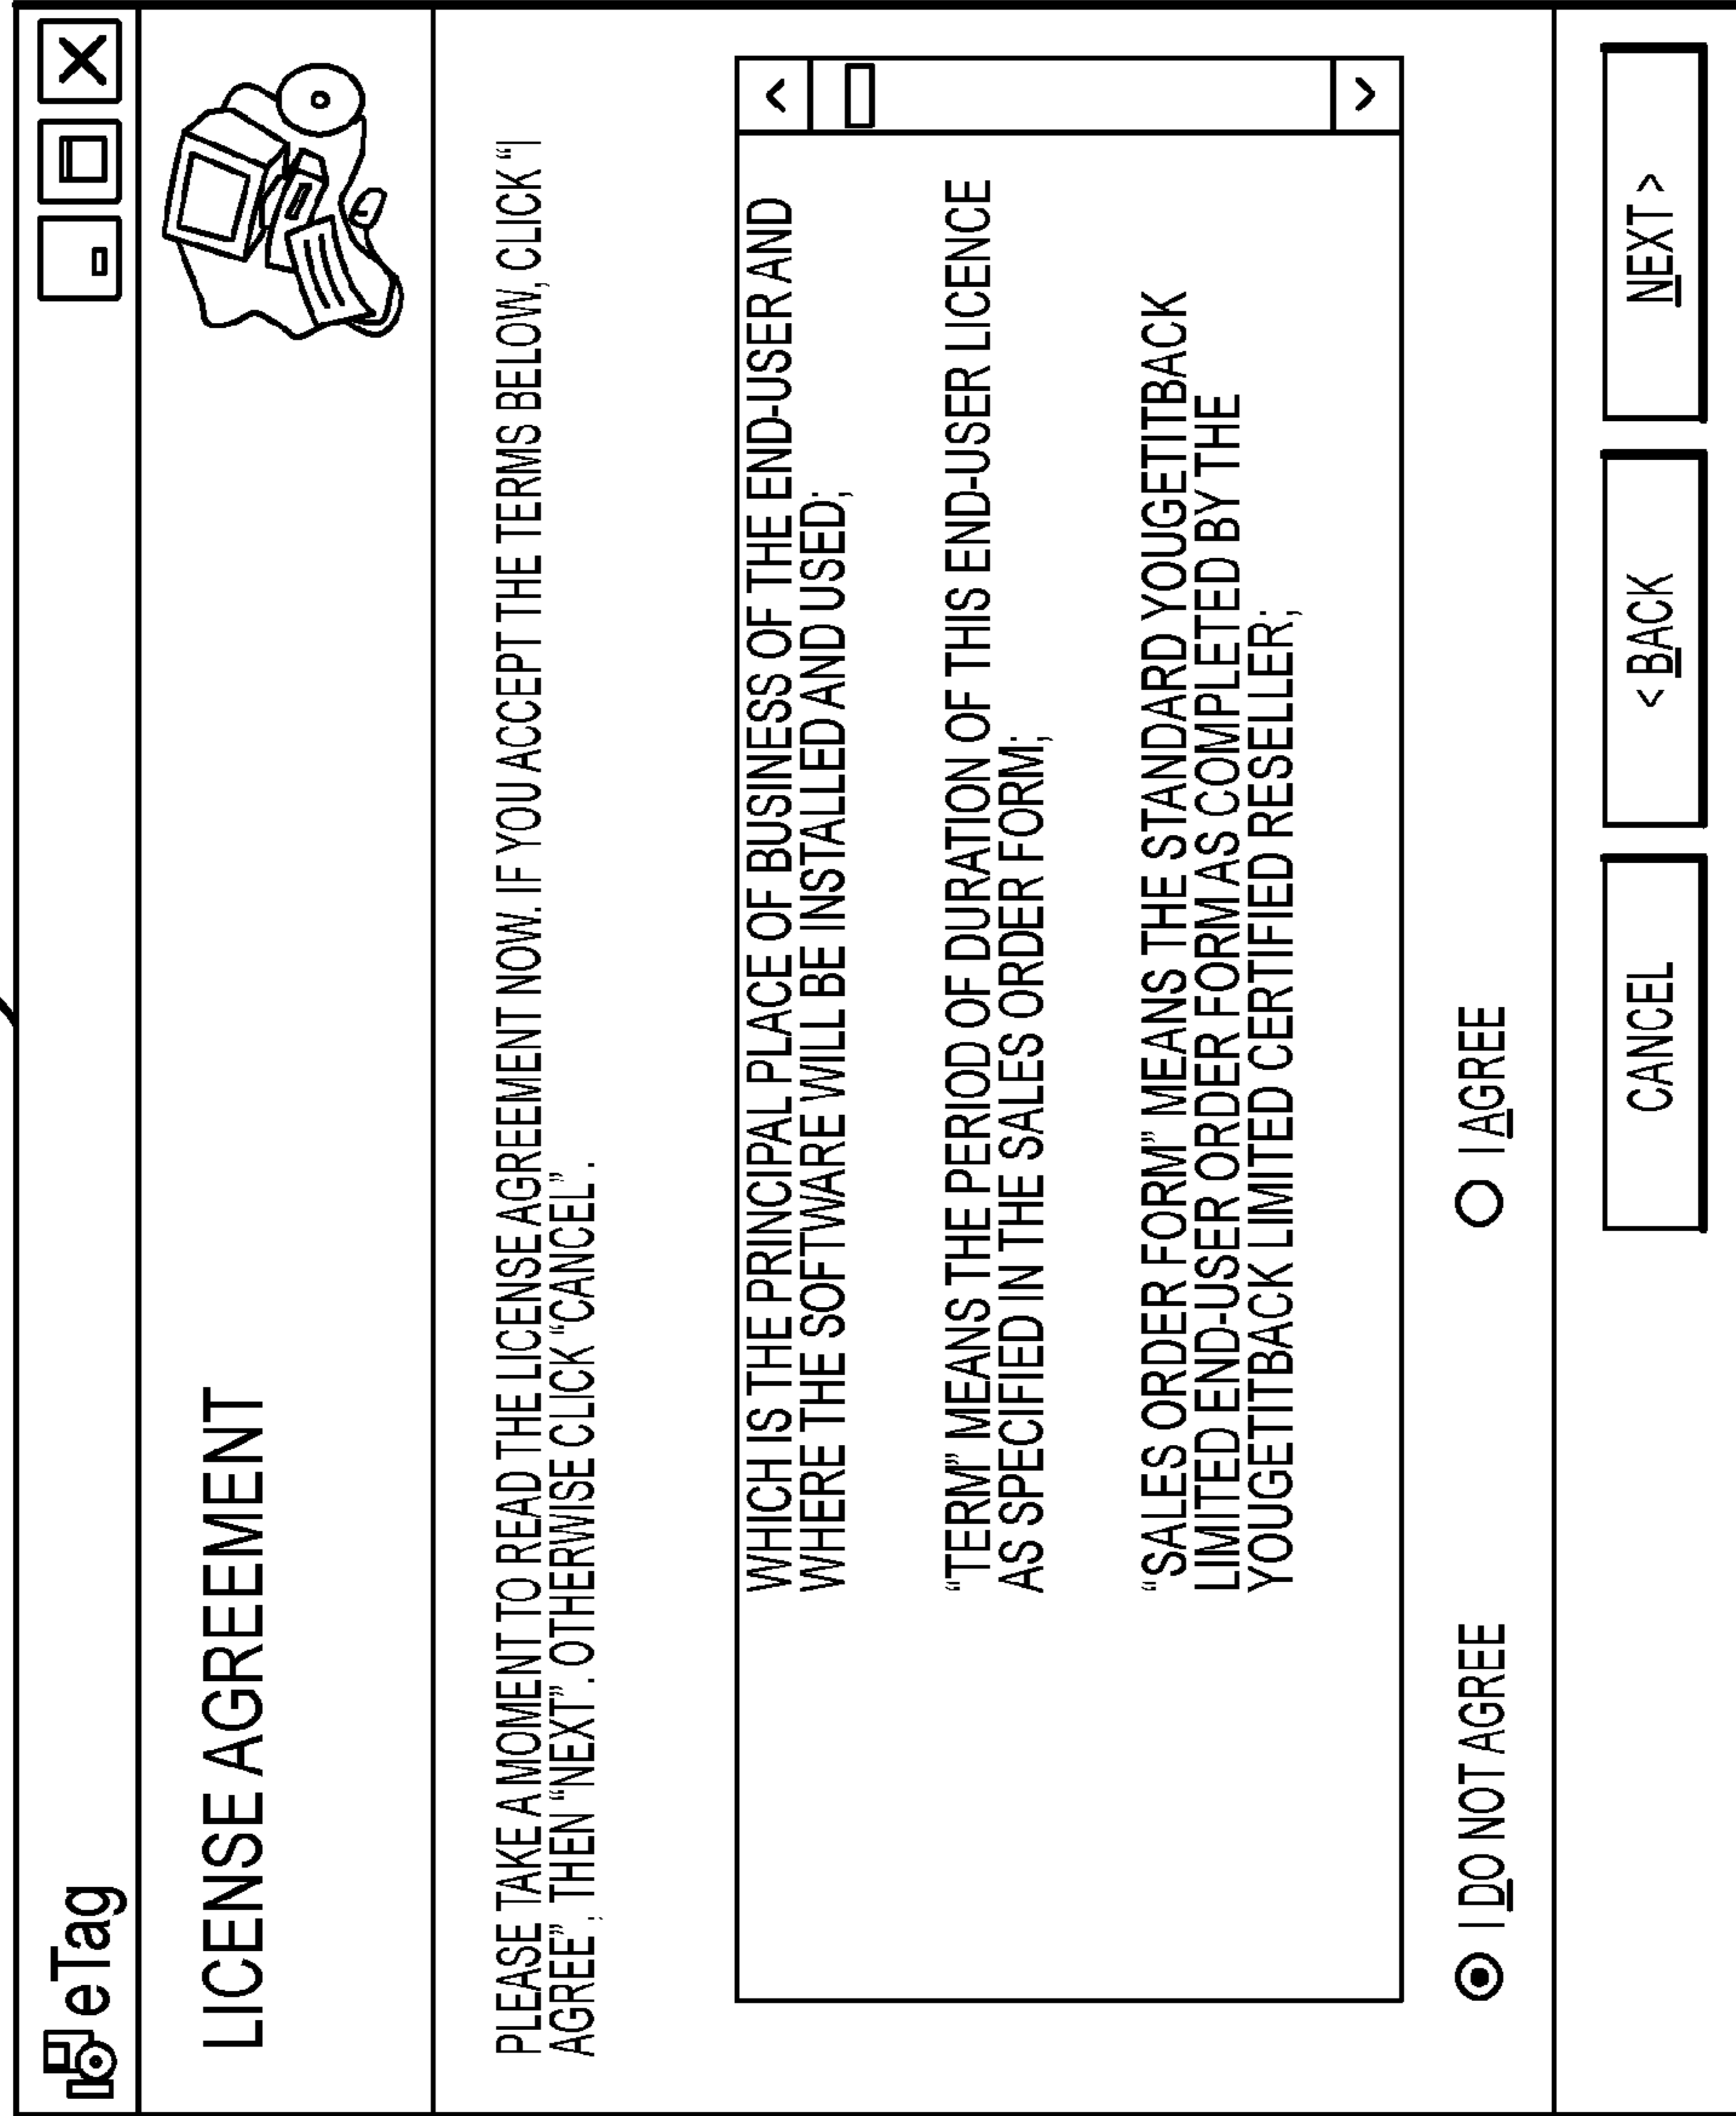 eTag
LICENSE AGREEMENT
PLEASE TAKE A MOMENT TO READ THE LICENSE AGREEMENT NOW. IF YOU ACCEPT THE TERMS BELOW, CLICK “I
AGREE”, THEN “NEXT”. OTHERWISE CLICK “CANCEL”.
WHICH IS THE PRINCIPAL PLACE OF BUSINESS OF THE END-USER AND
WHERE THE SOFTWARE WILL BE INSTALLED AND USED;
“TERM” MEANS THE PERIOD OF DURATION OF THIS END-USER LICENCE
AS SPECIFIED IN THE SALES ORDER FORM;
“SALES ORDER FORM” MEANS THE STANDARD YOUGETITBACK
LIMITED END-USER ORDER FORM AS COMPLETED BY THE
YOUGETITBACK LIMITED CERTIFIED RESELLER;
I DO NOT AGREE I AGREE
CANCEL < BACK NEXT >